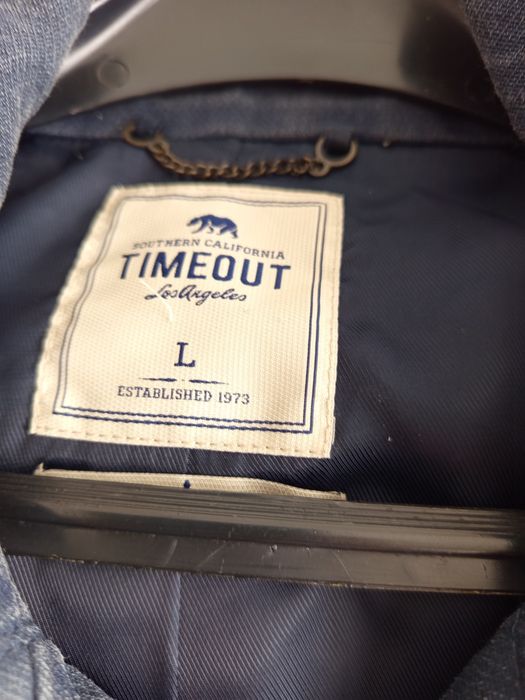 SOUTHERN CALIFORNIA
TIMEOUT
Los Angeles
L
ESTABLISHED 1973